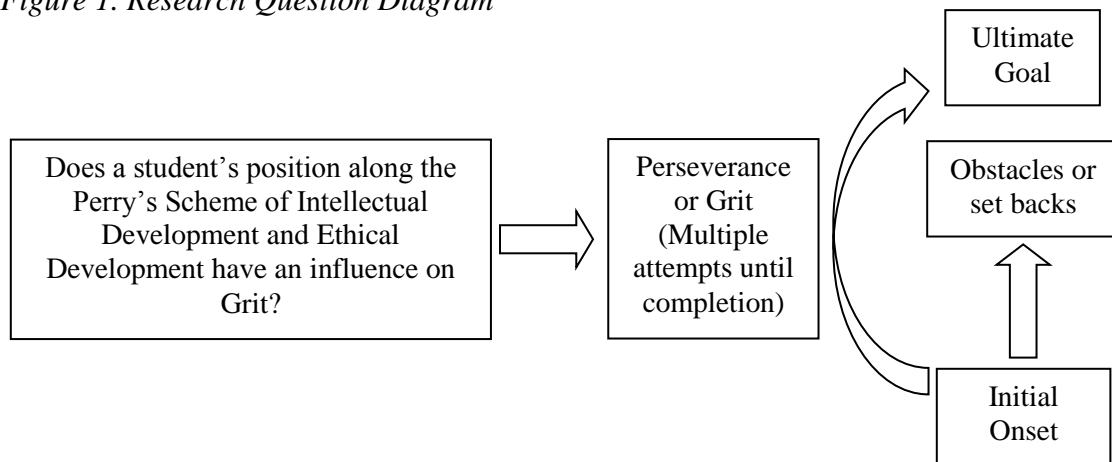 Figure 1. Research Question Diagram
Does a student's position along the
Perry's Scheme of Intellectual
Development and Ethical
Development have an influence on
Grit?
Perseverance
or Grit
(Multiple
attempts until
completion)
Ultimate
Goal
Obstacles or
set backs
Initial
Onset